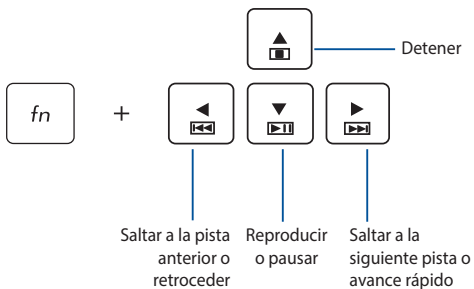 Detener
fn
+
Saltar a la pista
anterior o
retroceder
Reproducir
o pausar
Saltar a la
siguiente pista o
avance rápido